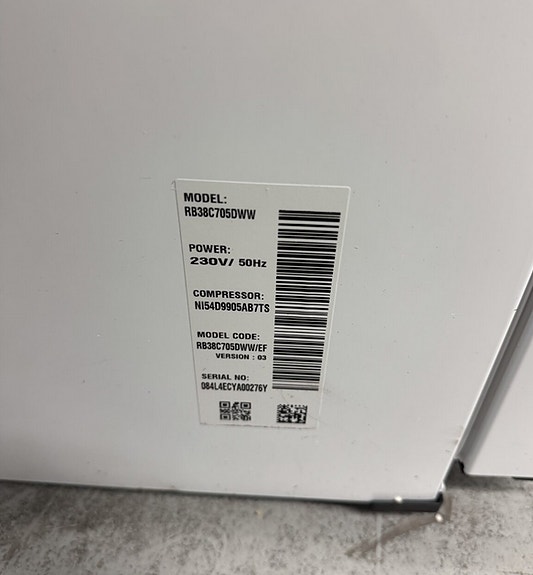 MODEL:
RB38C705DWW
POWER:
230V/ 50Hz
COMPRESSOR:
NI54D9905AB7TS
MODEL CODE:
RB38C705DWW/EF
VERSION : 03
SERIAL NO:
084L4ECYA00276Y